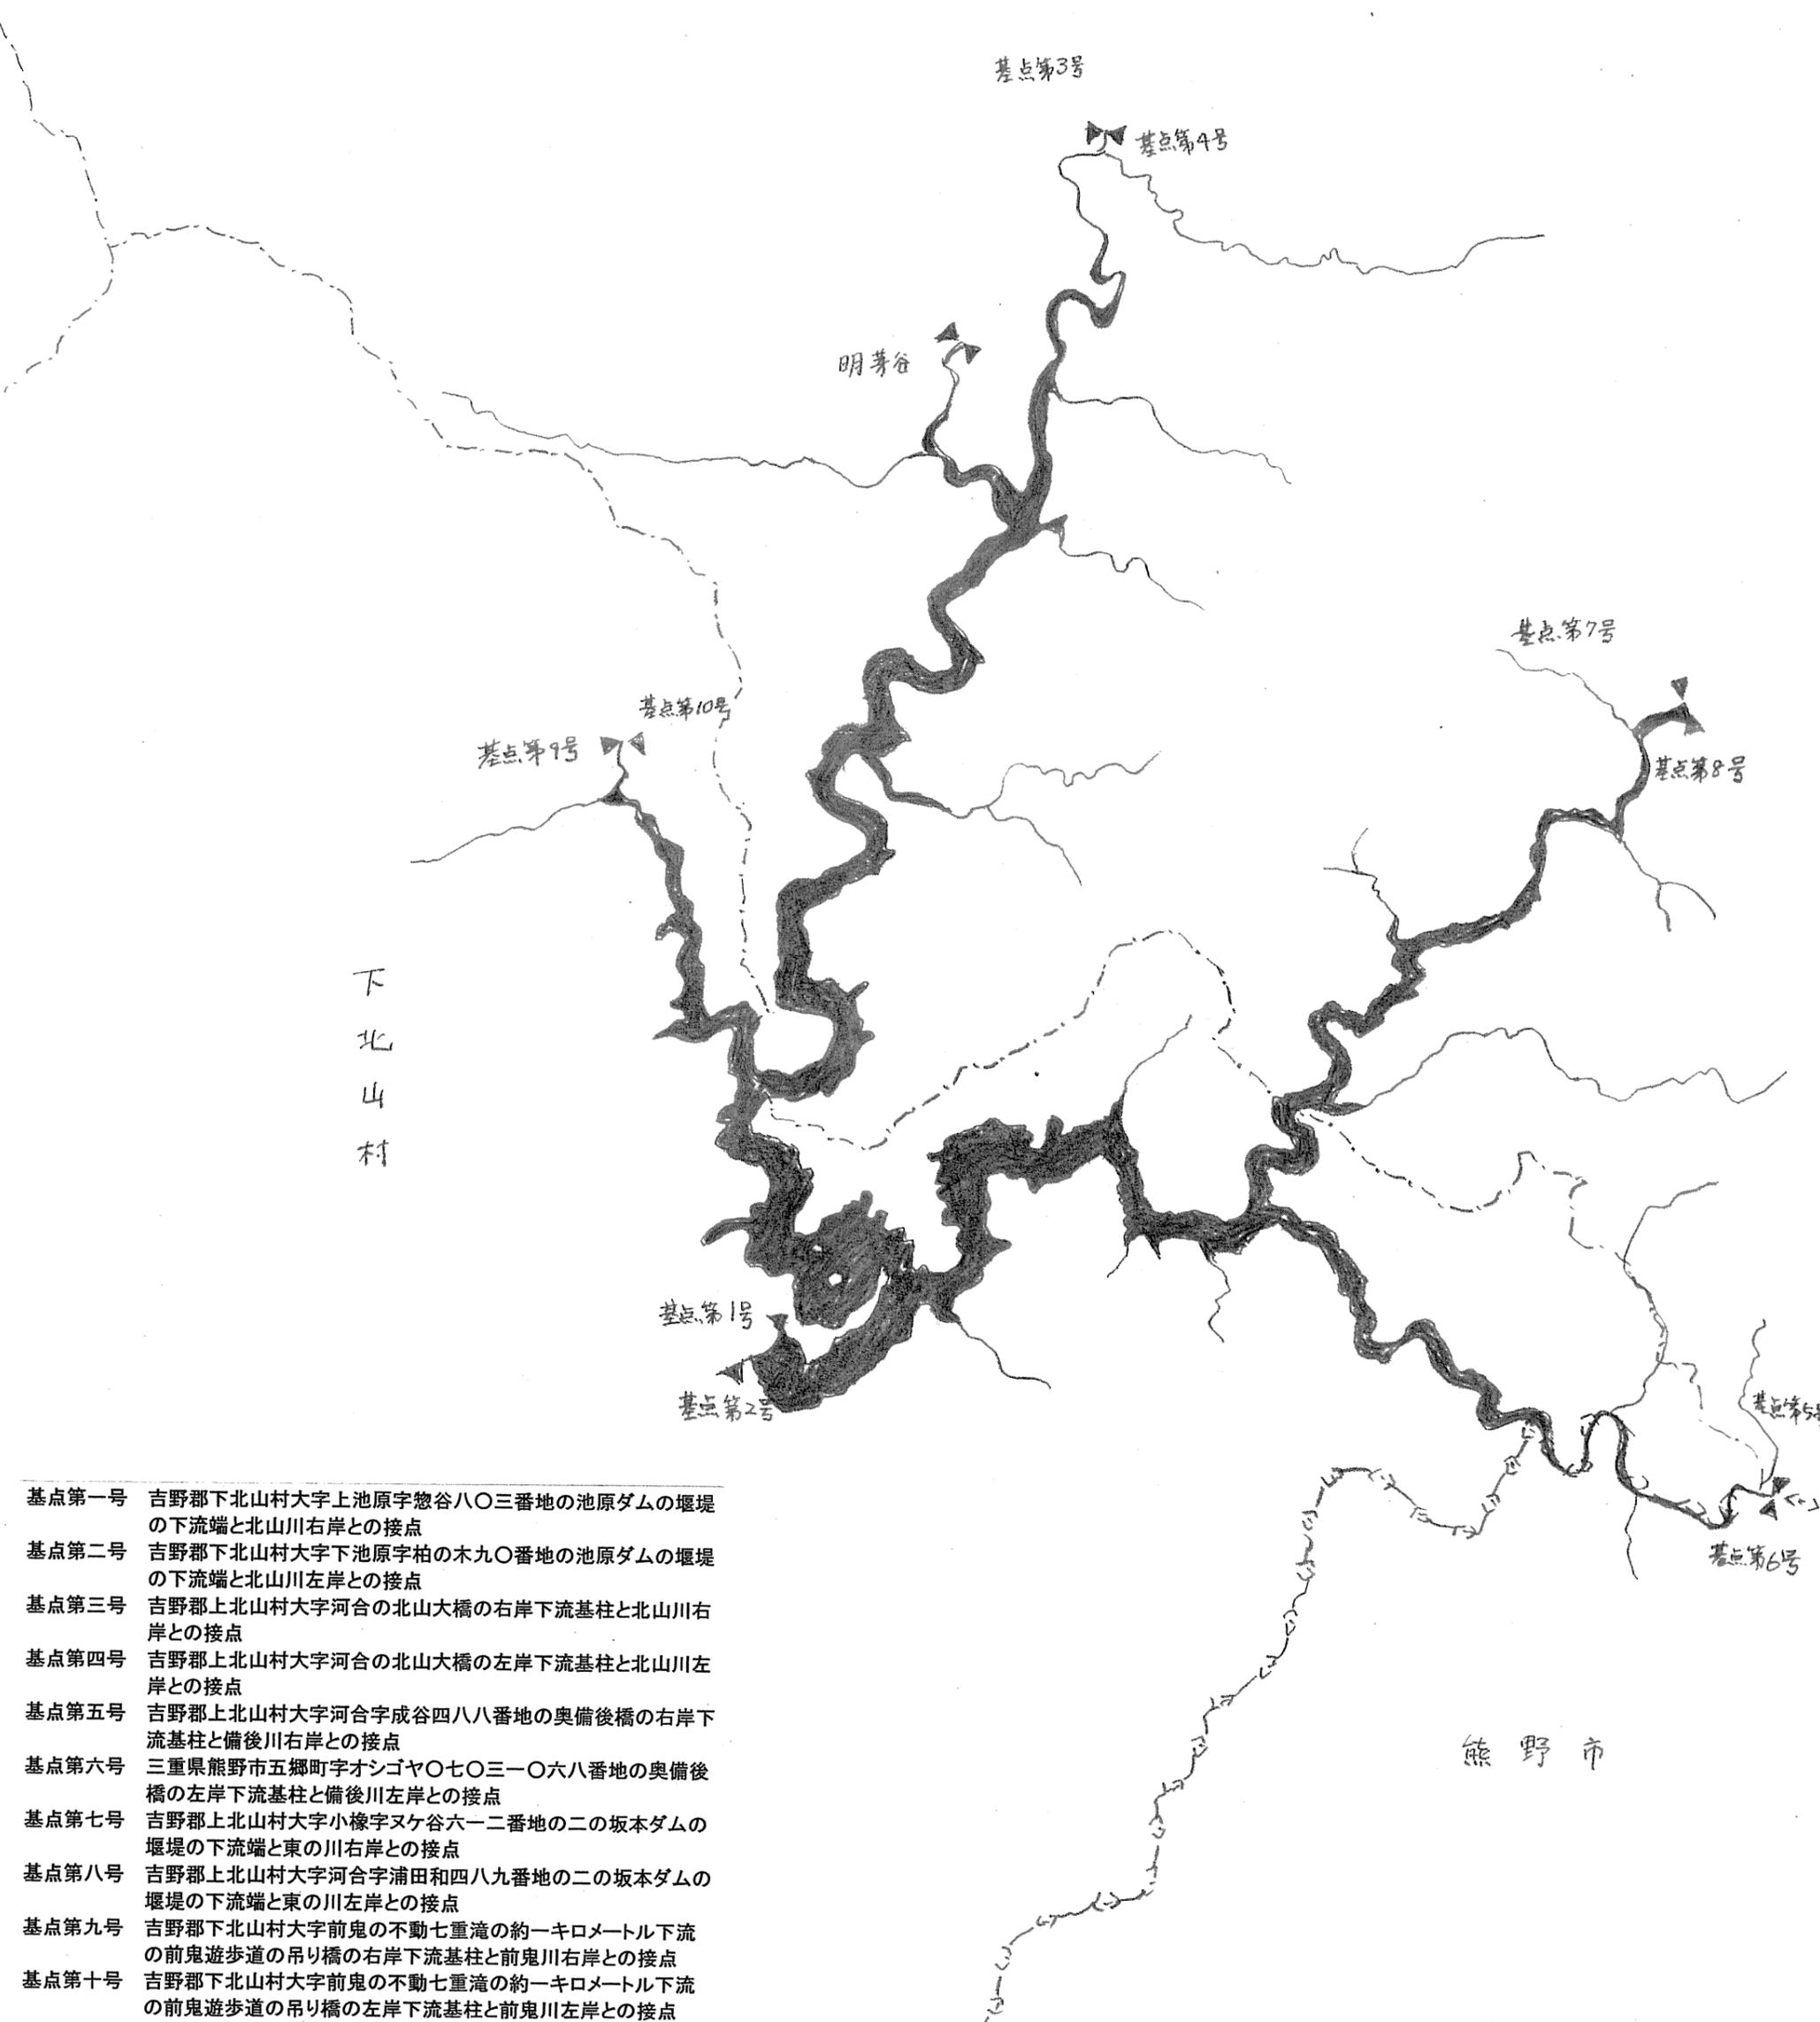 基点第3号
基点第4号
明芽谷
基点第7号
基点第10号
基点第9号
基点第8号
下
北
山
村
基点第1号
基点第2号
基点第5号
基点第6号
熊野市
基点第一号 吉野郡下北山村大字上池原字惣谷八〇三番地の池原ダムの堰堤
の下流端と北山川右岸との接点
基点第二号 吉野郡下北山村大字下池原字柏の木九〇番地の池原ダムの堰堤
の下流端と北山川左岸との接点
基点第三号 吉野郡上北山村大字河合の北山大橋の右岸下流基柱と北山川右
岸との接点
基点第四号 吉野郡上北山村大字河合の北山大橋の左岸下流基柱と北山川左
岸との接点
基点第五号 吉野郡上北山村大字河合字成谷四八八番地の奥備後橋の右岸下
流基柱と備後川右岸との接点
基点第六号 三重県熊野市五郷町字オシゴヤ〇七〇三一〇六八番地の奥備後
橋の左岸下流基柱と備後川左岸との接点
基点第七号 吉野郡上北山村大字小橡字ヌケ谷六一二番地の二の坂本ダムの
堰堤の下流端と東の川右岸との接点
基点第八号 吉野郡上北山村大字河合字浦田和四八九番地の二の坂本ダムの
堰堤の下流端と東の川左岸との接点
基点第九号 吉野郡下北山村大字前鬼の不動七重滝の約一キロメートル下流
の前鬼遊歩道の吊り橋の右岸下流基柱と前鬼川右岸との接点
基点第十号 吉野郡下北山村大字前鬼の不動七重滝の約一キロメートル下流
の前鬼遊歩道の吊り橋の左岸下流基柱と前鬼川左岸との接点